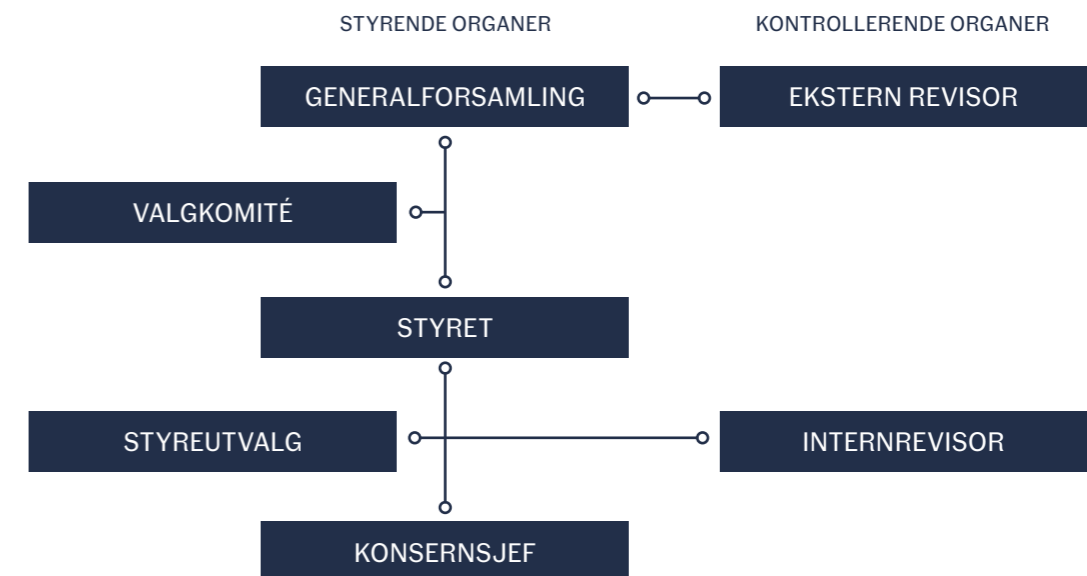 STYRENDE ORGANER
KONTROLLERENDE ORGANER
GENERALFORSAMLING
EKSTERN REVISOR
VALGKOMITÉ
STYRET
STYREUTVALG
INTERNREVISOR
KONSERNSJEF